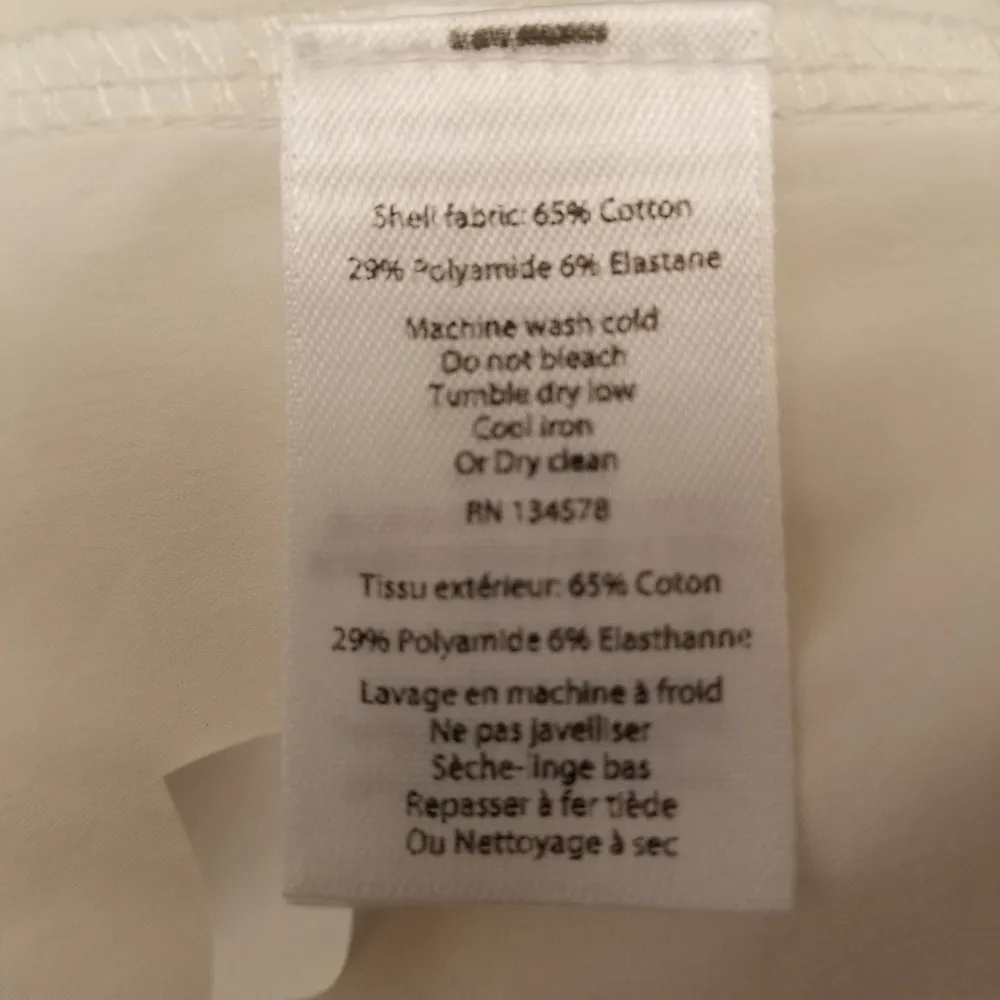 Shell fabric: 65% Cotton
29% Polyamide 6% Elastane
Machine wash cold
Do not bleach
Tumble dry low
Cool iron
Or Dry clean
RN 134578
Tissu extérieur: 65% Coton
29% Polyamide 6% Elasthanne
Lavage en machine à froid
Ne pas javelliser
Sèche-linge bas
Repasser à fer tiède
Ou Nettoyage à sec